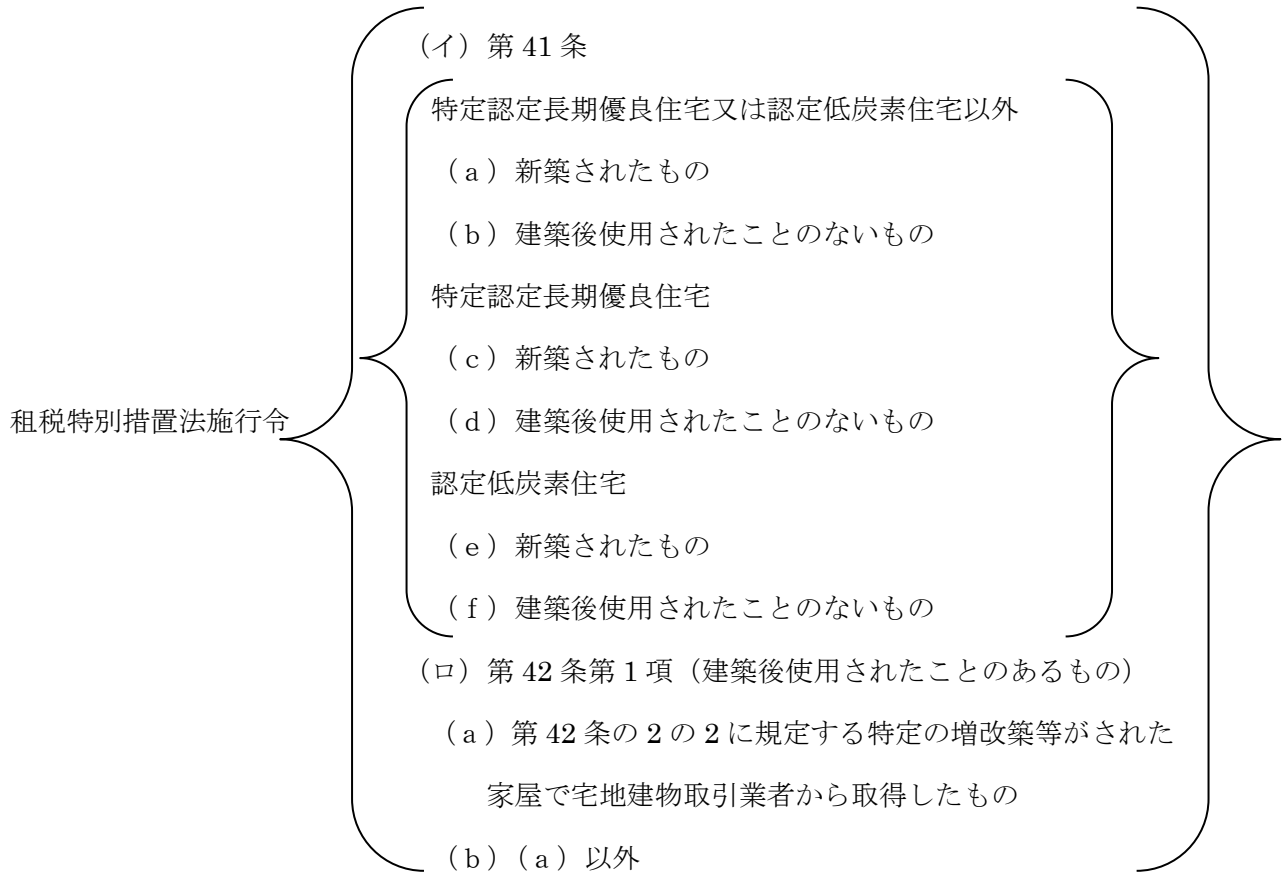 （イ）第 41 条
特定認定長期優良住宅又は認定低炭素住宅以外
（ａ）新築されたもの
（ｂ）建築後使用されたことのないもの
特定認定長期優良住宅
（ｃ）新築されたもの
租税特別措置法施行令
（ｄ）建築後使用されたことのないもの
認定低炭素住宅
（ｅ）新築されたもの
（ｆ）建築後使用されたことのないもの
（ロ）第 42 条第 1 項（建築後使用されたことのあるもの）
（ａ）第 42 条の 2 の 2 に規定する特定の増改築等がされた
家屋で宅地建物取引業者から取得したもの
（ｂ）（ａ）以外